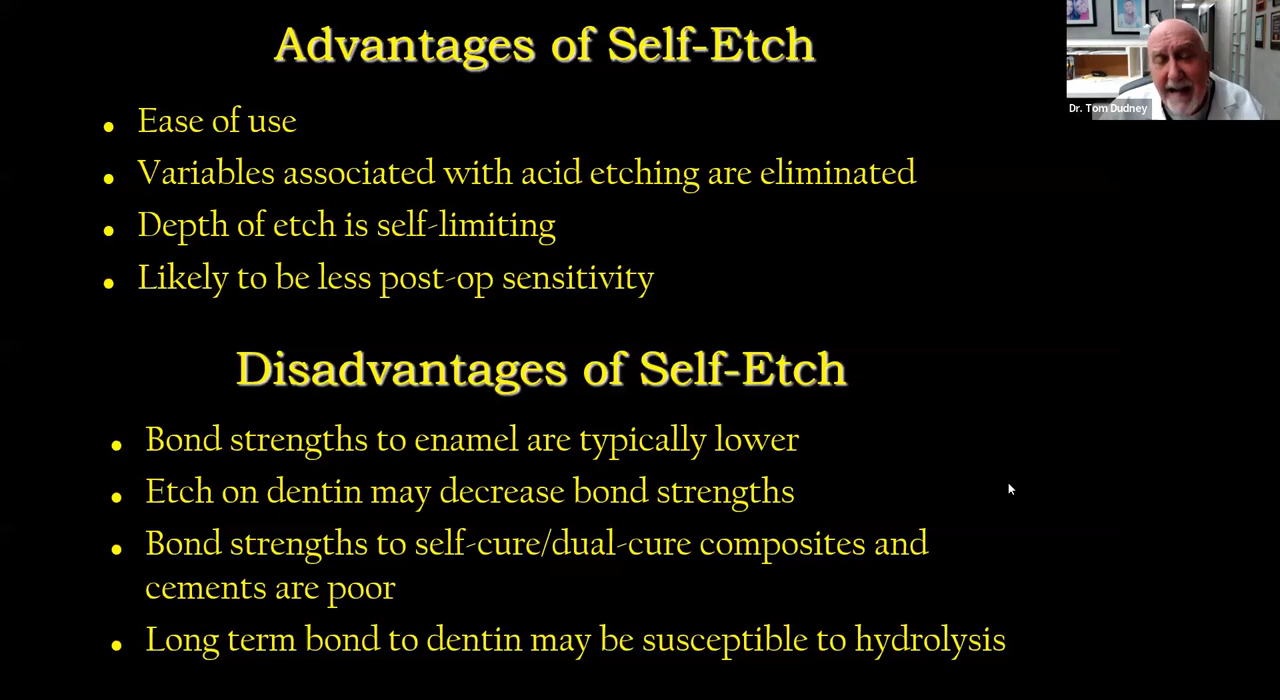 Advantages of Self-Etch
Dr. Tom Dudney
• Ease of use
• Variables associated with acid etching are eliminated
• Depth of etch is self-limiting
• Likely to be less post-op sensitivity
Disadvantages of Self-Etch
• Bond strengths to enamel are typically lower
• Etch on dentin may decrease bond strengths
• Bond strengths to self-cure/dual-cure composites and
cements are poor
• Long term bond to dentin may be susceptible to hydrolysis